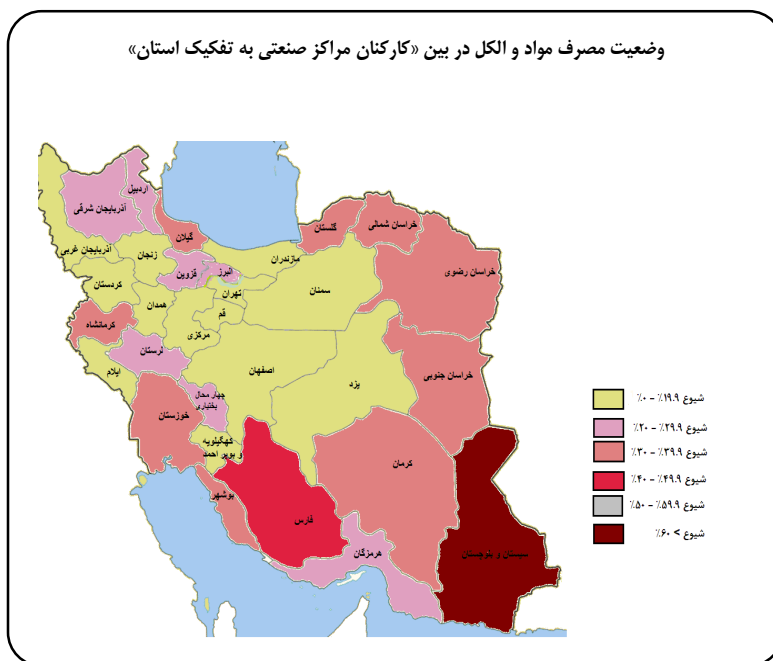 وضعیت مصرف مواد و الکل در بین «کارکنان مراکز صنعتی به تفکیک استان»
اردبیل
آذربایجان شرقی
گیلان
گلستان
خراسان شمالی
آذربایجان غربی
زنجان
مازندران
خراسان رضوی
قزوین
البرز
کردستان
تهران
سمنان
همدان
قم
کرمانشاه
مرکزی
لرستان
ایلام
اصفهان
خراسان جنوبی
یزد
چهار محال
بختیاری
خوزستان
کهگیلویه
و بویر احمد
کرمان
بوشهر
فارس
هرمزگان
سیستان و بلوچستان
شیوع ۱۹.۹٪ - ۰٪
شیوع ۲۹.۹٪ - ۲۰٪
شیوع ۳۹.۹٪ - ۳۰٪
شیوع ۴۹.۹٪ - ۴۰٪
شیوع ۵۹.۹٪ - ۵۰٪
شیوع > ۶۰٪